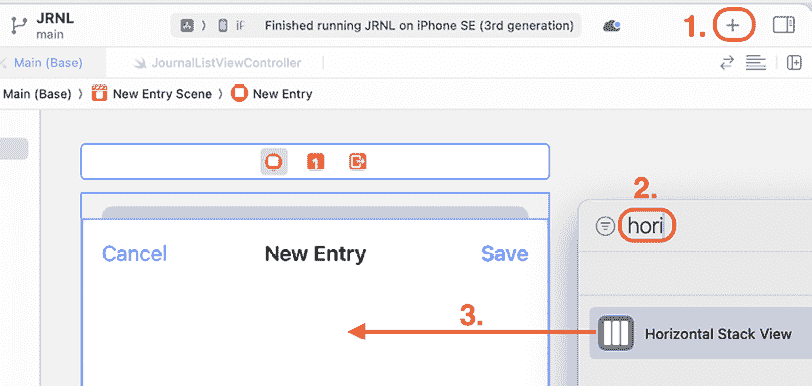 JRNL
main
iF
Finished running JRNL on iPhone SE (3rd generation)
1.
Main (Base)
JournalListViewController
Main (Base)
New Entry Scene
New Entry
1
2.
hori
Cancel
New Entry
Save
3.
Horizontal Stack View